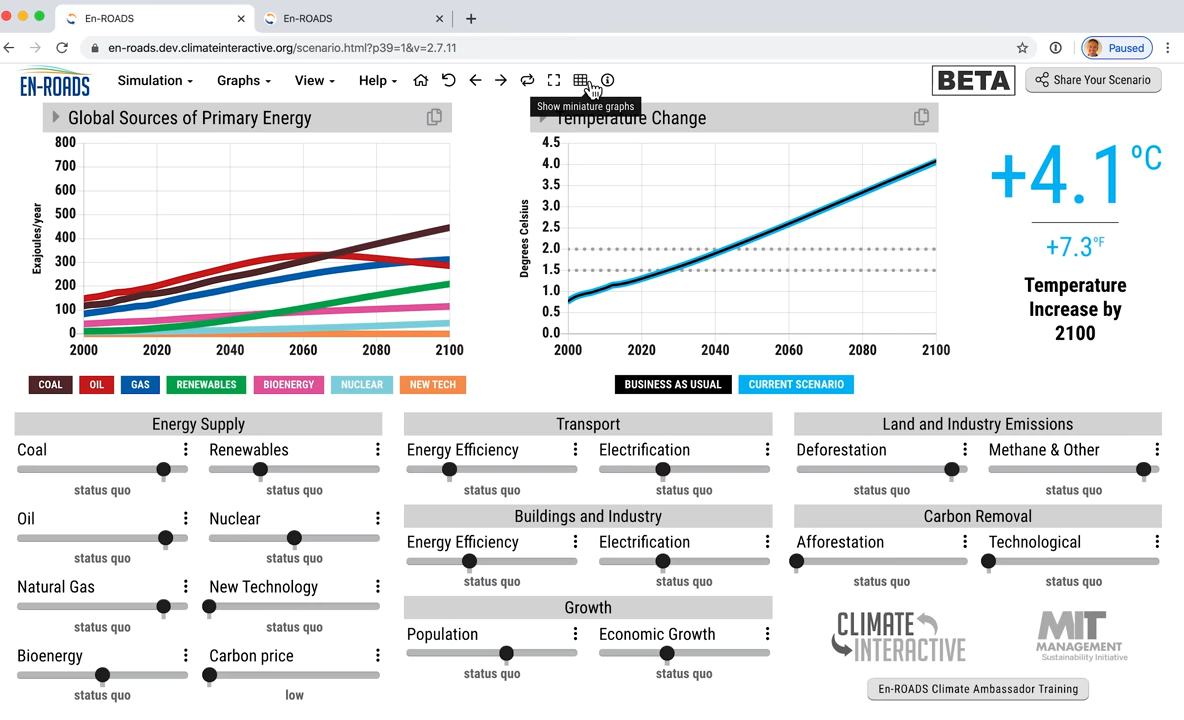 En-ROADS
En-ROADS
en-roads.dev.climateinteractive.org/scenario.html?p39=1&v=2.7.11
Paused
EN-ROADS
Simulation
Graphs
View
Help
BETA
Share Your Scenario
Show miniature graphs
Global Sources of Primary Energy
800
700
600
500
400
300
200
100
0
Exajoules/year
2000 2020 2040 2060 2080 2100
COAL OIL GAS RENEWABLES BIOENERGY NUCLEAR NEW TECH
Temperature Change
4.5
4.0
3.5
3.0
2.5
2.0
1.5
1.0
0.5
0.0
Degrees Celsius
2000 2020 2040 2060 2080 2100
BUSINESS AS USUAL CURRENT SCENARIO
+4.1 ºC
+7.3 ºF
Temperature
Increase by
2100
Energy Supply
Coal
status quo
Renewables
status quo
Oil
status quo
Nuclear
status quo
Natural Gas
status quo
New Technology
status quo
Bioenergy
status quo
Carbon price
low
Transport
Energy Efficiency
status quo
Electrification
status quo
Buildings and Industry
Energy Efficiency
status quo
Electrification
status quo
Growth
Population
status quo
Economic Growth
status quo
Land and Industry Emissions
Deforestation
status quo
Methane & Other
status quo
Carbon Removal
Afforestation
status quo
Technological
status quo
CLIMATE
INTERACTIVE
MIT
MANAGEMENT
Sustainability Initiative
En-ROADS Climate Ambassador Training